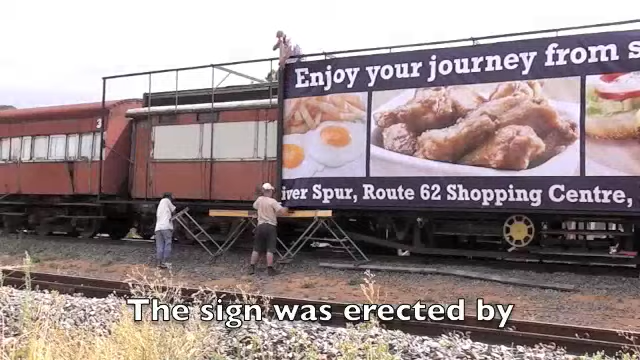 Enjoy your journey from s
iver Spur, Route 62 Shopping Centre,
3
The sign was erected by